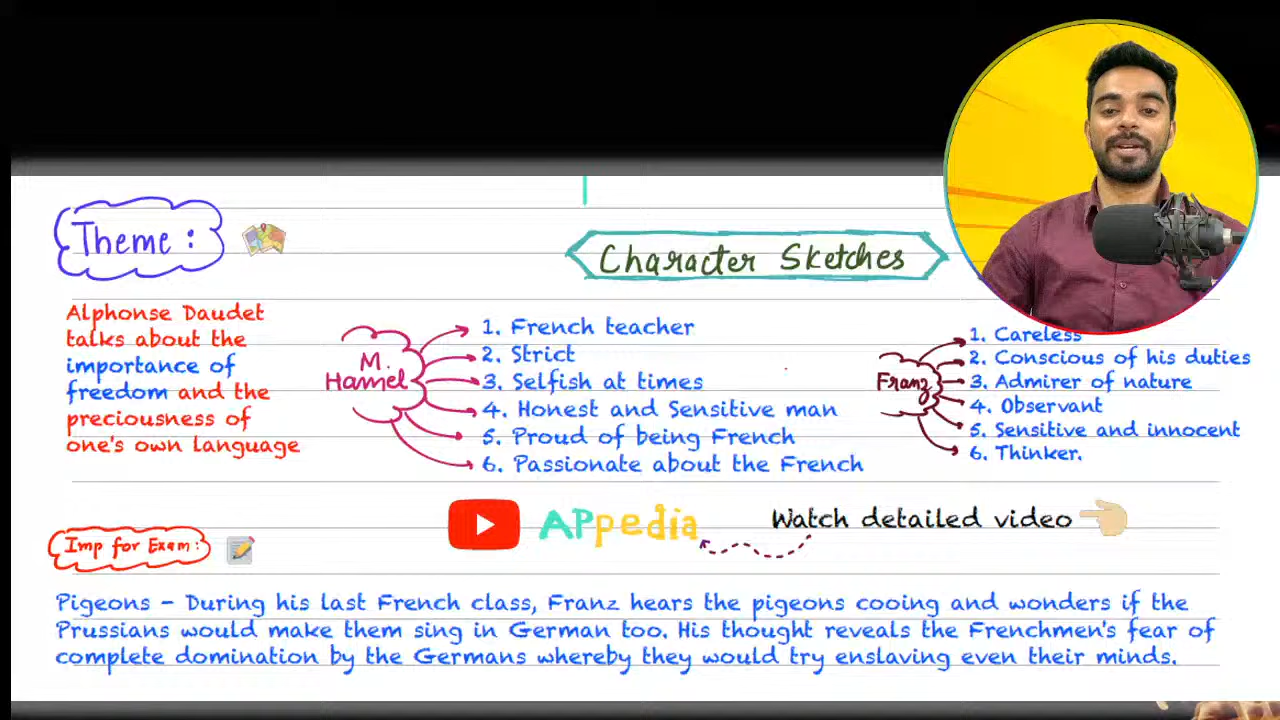 Theme :
Character Sketches
Alphonse Daudet
talks about the
importance of
freedom and the
preciousness of
one's own language
M.
Hamel
1. French teacher
2. Strict
3. Selfish at times
4. Honest and Sensitive man
5. Proud of being French
6. Passionate about the French
Franz
1. Careless
2. Conscious of his duties
3. Admirer of nature
4. Observant
5. Sensitive and innocent
6. Thinker.
APpedia
Watch detailed video
Imp for Exam:
Pigeons - During his last French class, Franz hears the pigeons cooing and wonders if the
Prussians would make them sing in German too. His thought reveals the Frenchmen's fear of
complete domination by the Germans whereby they would try enslaving even their minds.